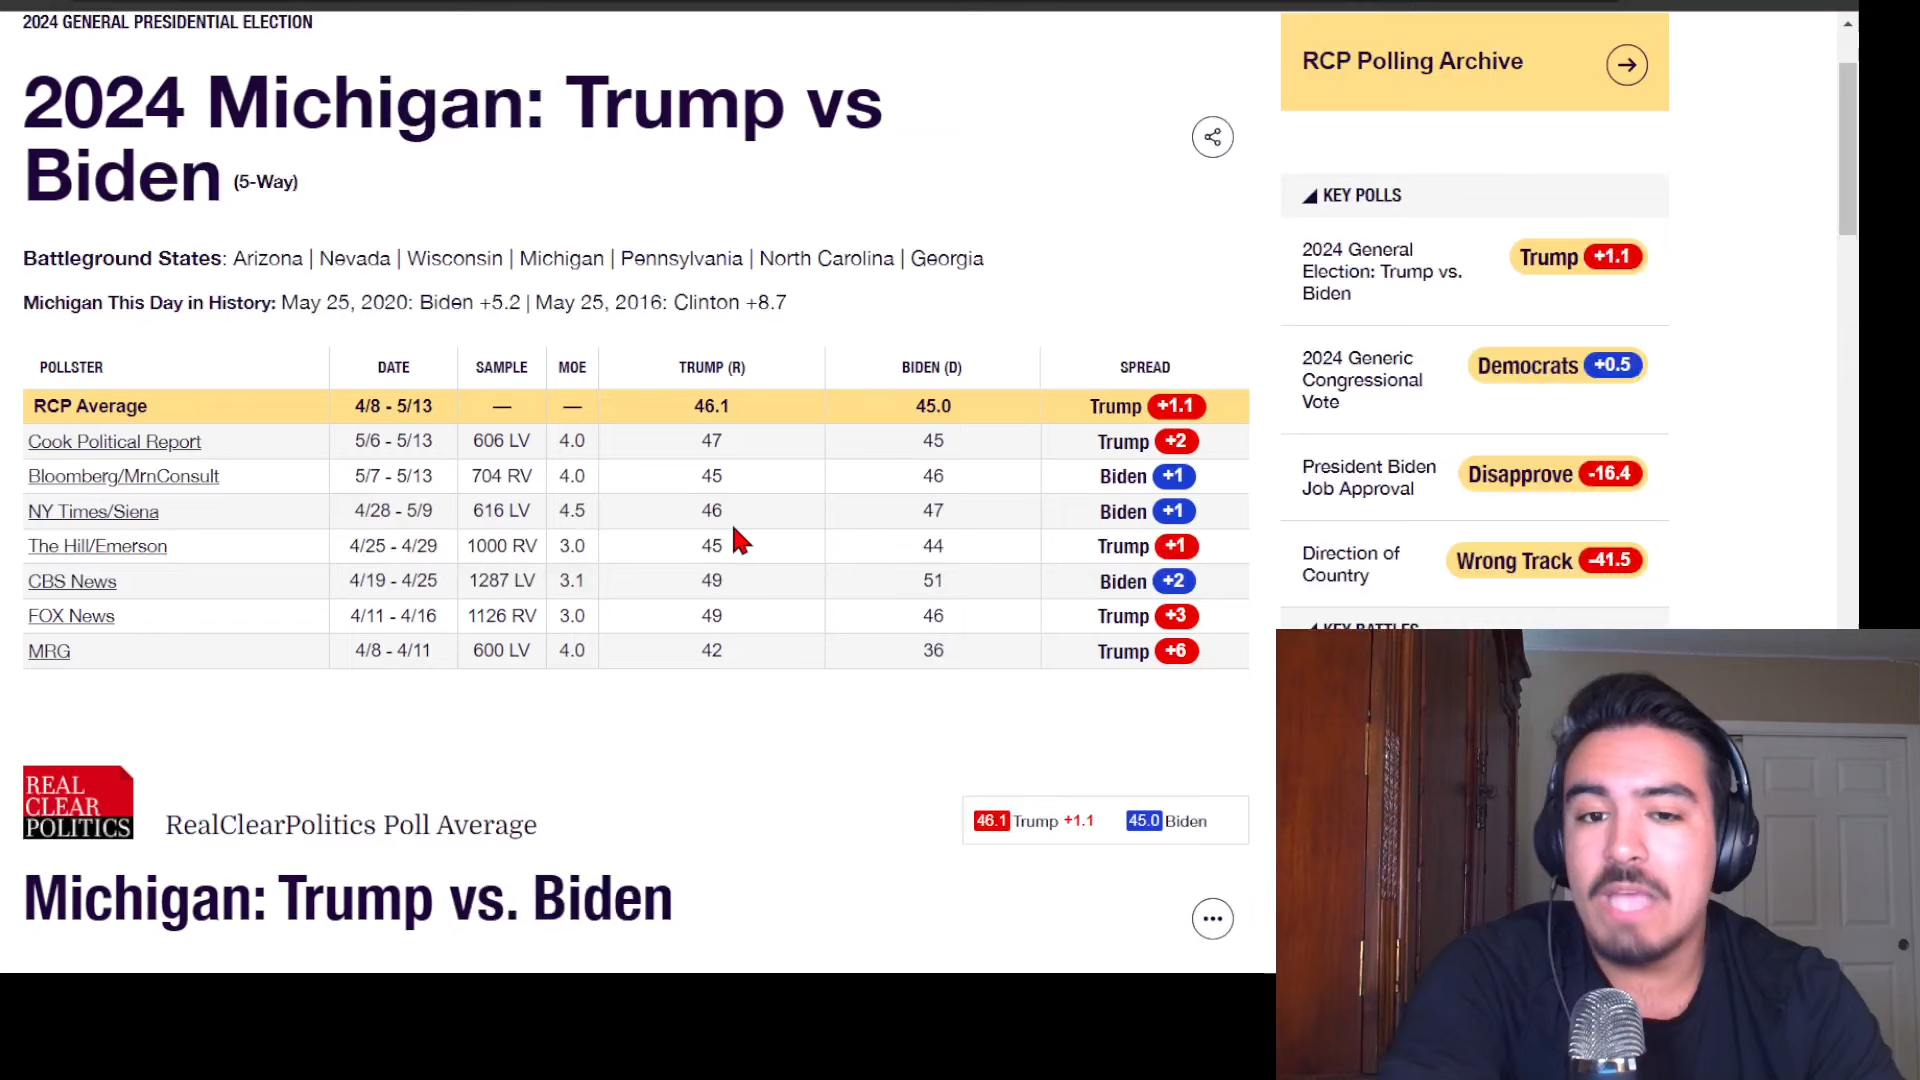 2024 GENERAL PRESIDENTIAL ELECTION
2024 Michigan: Trump vs
Biden (5-Way)
Battleground States: Arizona | Nevada | Wisconsin | Michigan | Pennsylvania | North Carolina | Georgia
Michigan This Day in History: May 25, 2020: Biden +5.2 | May 25, 2016: Clinton +8.7
POLLSTER DATE SAMPLE MOE TRUMP (R) BIDEN (D) SPREAD
RCP Average 4/8 - 5/13 — — 46.1 45.0 Trump +1.1
Cook Political Report 5/6 - 5/13 606 LV 4.0 47 45 Trump +2
Bloomberg/MrnConsult 5/7 - 5/13 704 RV 4.0 45 46 Biden +1
NY Times/Siena 4/28 - 5/9 616 LV 4.5 46 47 Biden +1
The Hill/Emerson 4/25 - 4/29 1000 RV 3.0 45 44 Trump +1
CBS News 4/19 - 4/25 1287 LV 3.1 49 51 Biden +2
FOX News 4/11 - 4/16 1126 RV 3.0 49 46 Trump +3
MRG 4/8 - 4/11 600 LV 4.0 42 36 Trump +6
REAL
CLEAR
POLITICS
RealClearPolitics Poll Average
46.1 Trump +1.1 45.0 Biden
Michigan: Trump vs. Biden
RCP Polling Archive
KEY POLLS
2024 General
Election: Trump vs.
Biden
Trump +1.1
2024 Generic
Congressional
Vote
Democrats +0.5
President Biden
Job Approval
Disapprove -16.4
Direction of
Country
Wrong Track -41.5
KEY BATTLES